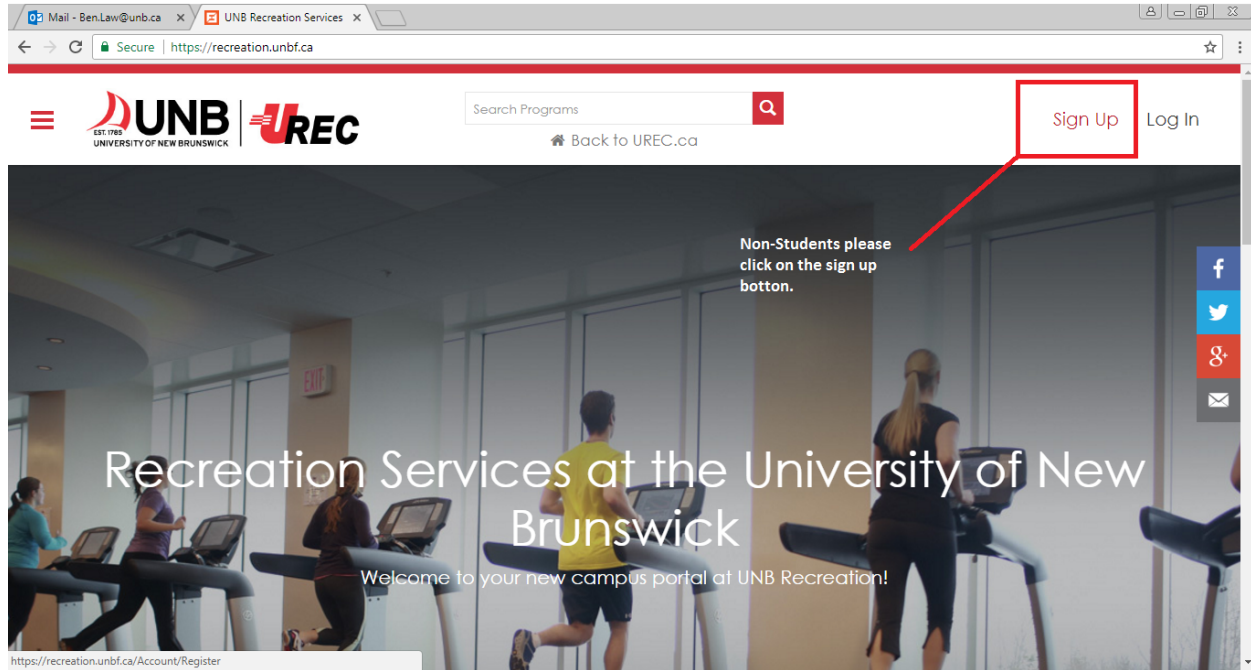 Mail - Ben.Law@unb.ca
UNB Recreation Services
Secure | https://recreation.unbf.ca
EST. 1785
UNB
UNIVERSITY OF NEW BRUNSWICK
UREC
Search Programs
Back to UREC.ca
Sign Up
Log In
Non-Students please
click on the sign up
botton.
f
g+
EXIT
Recreation Services at the University of New
Brunswick
Welcome to your new campus portal at UNB Recreation!
https://recreation.unbf.ca/Account/Register